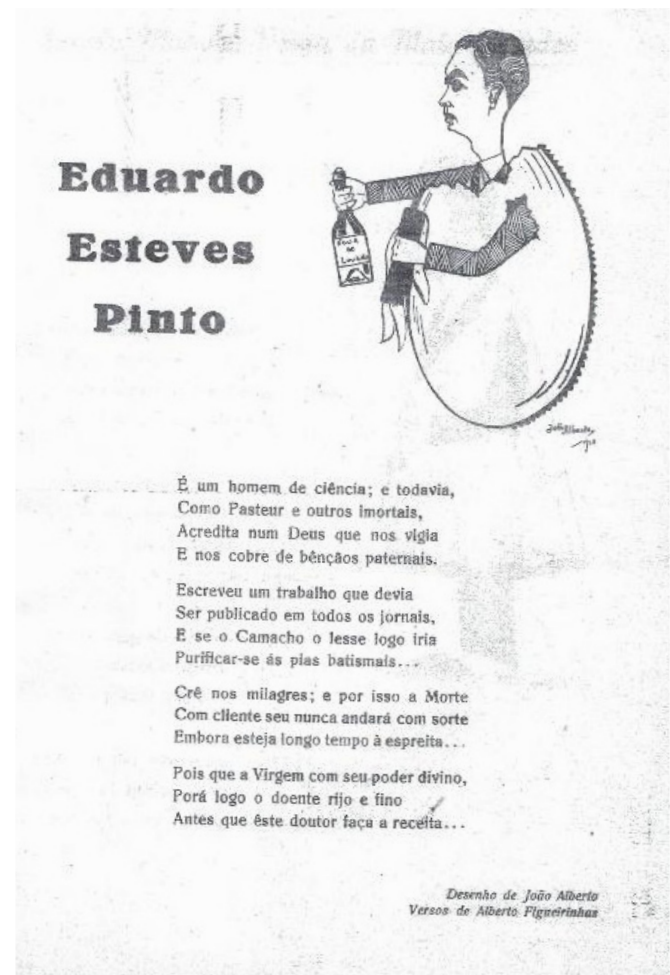 Eduardo
Esteves
Pinto
É um homem de ciência; e todavia,
Como Pasteur e outros imortais,
Acredita num Deus que nos vigia
E nos cobre de bênçãos paternais.
Escreveu um trabalho que devia
Ser publicado em todos os jornais,
E se o Camacho o lesse logo iria
Purificar-se ás pias batismais...
Crê nos milagres; e por isso a Morte
Com cliente seu nunca andará com sorte
Embora esteja longo tempo à espreita...
Pois que a Virgem com seu poder divino,
Porá logo o doente rijo e fino
Antes que êste doutor faça a receita...
Desenho de João Alberto
Versos de Alberto Figueirinhas